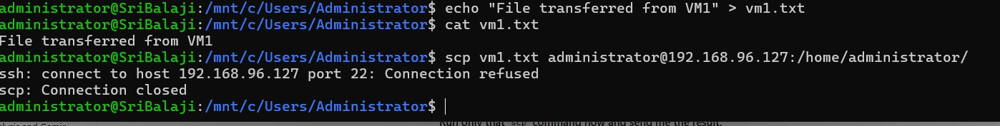 administrator@SriBalaji:/mnt/c/Users/Administrator$ echo "File transferred from VM1" > vm1.txt
administrator@SriBalaji:/mnt/c/Users/Administrator$ cat vm1.txt
File transferred from VM1
administrator@SriBalaji:/mnt/c/Users/Administrator$ scp vm1.txt administrator@192.168.96.127:/home/administrator/
ssh: connect to host 192.168.96.127 port 22: Connection refused
scp: Connection closed
administrator@SriBalaji:/mnt/c/Users/Administrator$
Run only that scp command now and send me the result.